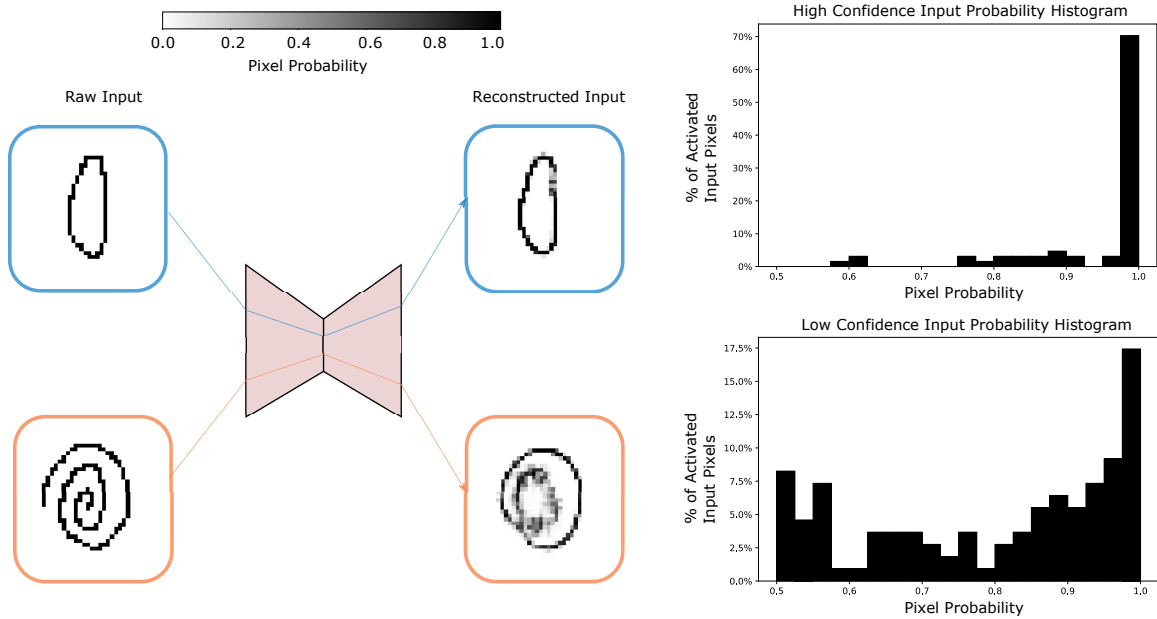 0.0 0.2 0.4 0.6 0.8 1.0
Pixel Probability
Raw Input
Reconstructed Input
High Confidence Input Probability Histogram
70%
60%
50%
40%
30%
20%
10%
0%
% of Activated
Input Pixels
0.5 0.6 0.7 0.8 0.9 1.0
Pixel Probability
Low Confidence Input Probability Histogram
17.5%
15.0%
12.5%
10.0%
7.5%
5.0%
2.5%
0.0%
% of Activated
Input Pixels
0.5 0.6 0.7 0.8 0.9 1.0
Pixel Probability